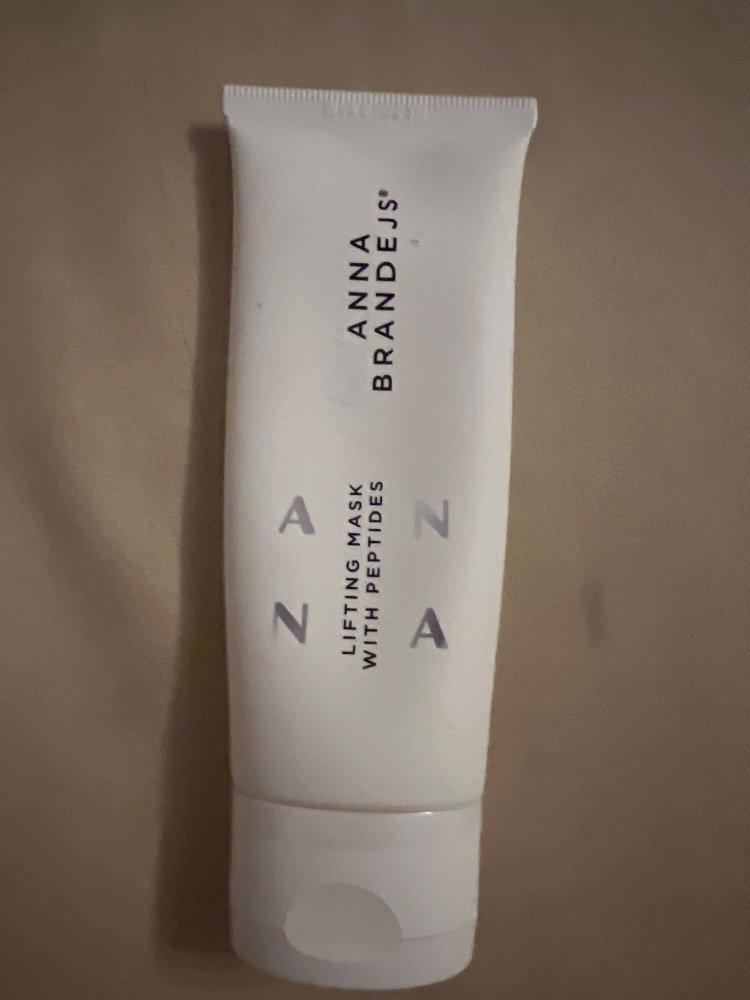 ANNA
BRANDEJS®
A N
N A
LIFTING MASK
WITH PEPTIDES